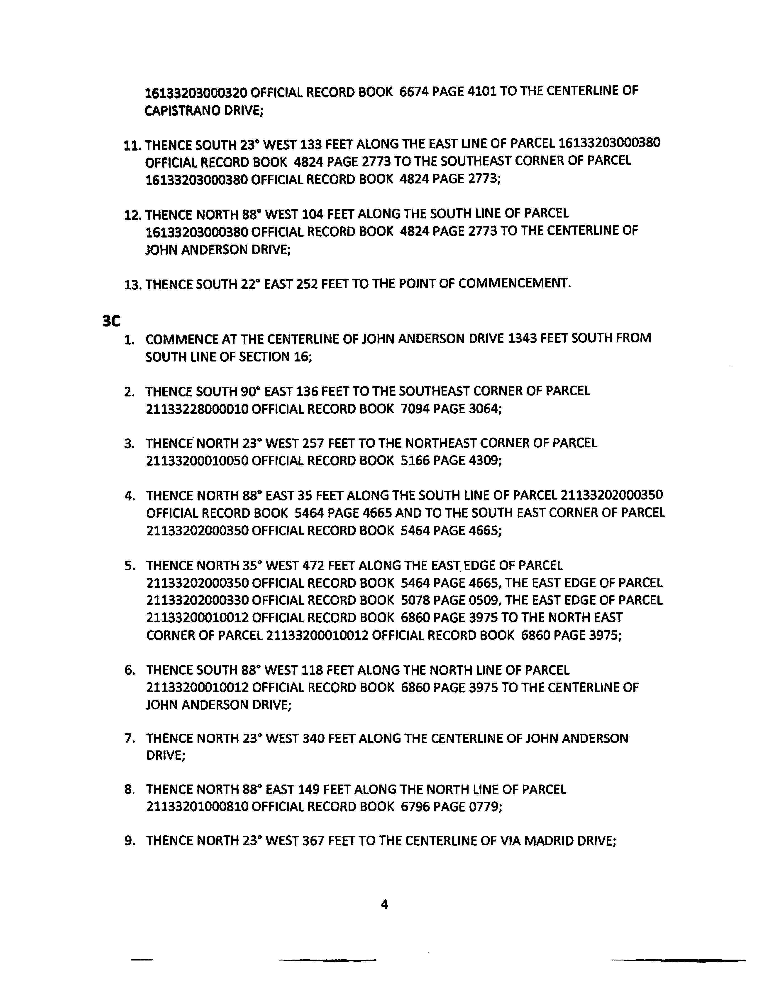 16133203000320 OFFICIAL RECORD BOOK 6674 PAGE 4101 TO THE CENTERLINE OF
CAPISTRANO DRIVE;
11. THENCE SOUTH 23° WEST 133 FEET ALONG THE EAST LINE OF PARCEL 16133203000380
OFFICIAL RECORD BOOK 4824 PAGE 2773 TO THE SOUTHEAST CORNER OF PARCEL
16133203000380 OFFICIAL RECORD BOOK 4824 PAGE 2773;
12. THENCE NORTH 88° WEST 104 FEET ALONG THE SOUTH LINE OF PARCEL
16133203000380 OFFICIAL RECORD BOOK 4824 PAGE 2773 TO THE CENTERLINE OF
JOHN ANDERSON DRIVE;
13. THENCE SOUTH 22° EAST 252 FEET TO THE POINT OF COMMENCEMENT.
3C
1. COMMENCE AT THE CENTERLINE OF JOHN ANDERSON DRIVE 1343 FEET SOUTH FROM
SOUTH LINE OF SECTION 16;
2. THENCE SOUTH 90° EAST 136 FEET TO THE SOUTHEAST CORNER OF PARCEL
21133228000010 OFFICIAL RECORD BOOK 7094 PAGE 3064;
3. THENCE NORTH 23° WEST 257 FEET TO THE NORTHEAST CORNER OF PARCEL
21133200010050 OFFICIAL RECORD BOOK 5166 PAGE 4309;
4. THENCE NORTH 88° EAST 35 FEET ALONG THE SOUTH LINE OF PARCEL 21133202000350
OFFICIAL RECORD BOOK 5464 PAGE 4665 AND TO THE SOUTH EAST CORNER OF PARCEL
21133202000350 OFFICIAL RECORD BOOK 5464 PAGE 4665;
5. THENCE NORTH 35° WEST 472 FEET ALONG THE EAST EDGE OF PARCEL
21133202000350 OFFICIAL RECORD BOOK 5464 PAGE 4665, THE EAST EDGE OF PARCEL
21133202000330 OFFICIAL RECORD BOOK 5078 PAGE 0509, THE EAST EDGE OF PARCEL
21133200010012 OFFICIAL RECORD BOOK 6860 PAGE 3975 TO THE NORTH EAST
CORNER OF PARCEL 21133200010012 OFFICIAL RECORD BOOK 6860 PAGE 3975;
6. THENCE SOUTH 88° WEST 118 FEET ALONG THE NORTH LINE OF PARCEL
21133200010012 OFFICIAL RECORD BOOK 6860 PAGE 3975 TO THE CENTERLINE OF
JOHN ANDERSON DRIVE;
7. THENCE NORTH 23° WEST 340 FEET ALONG THE CENTERLINE OF JOHN ANDERSON
DRIVE;
8. THENCE NORTH 88° EAST 149 FEET ALONG THE NORTH LINE OF PARCEL
21133201000810 OFFICIAL RECORD BOOK 6796 PAGE 0779;
9. THENCE NORTH 23° WEST 367 FEET TO THE CENTERLINE OF VIA MADRID DRIVE;
4